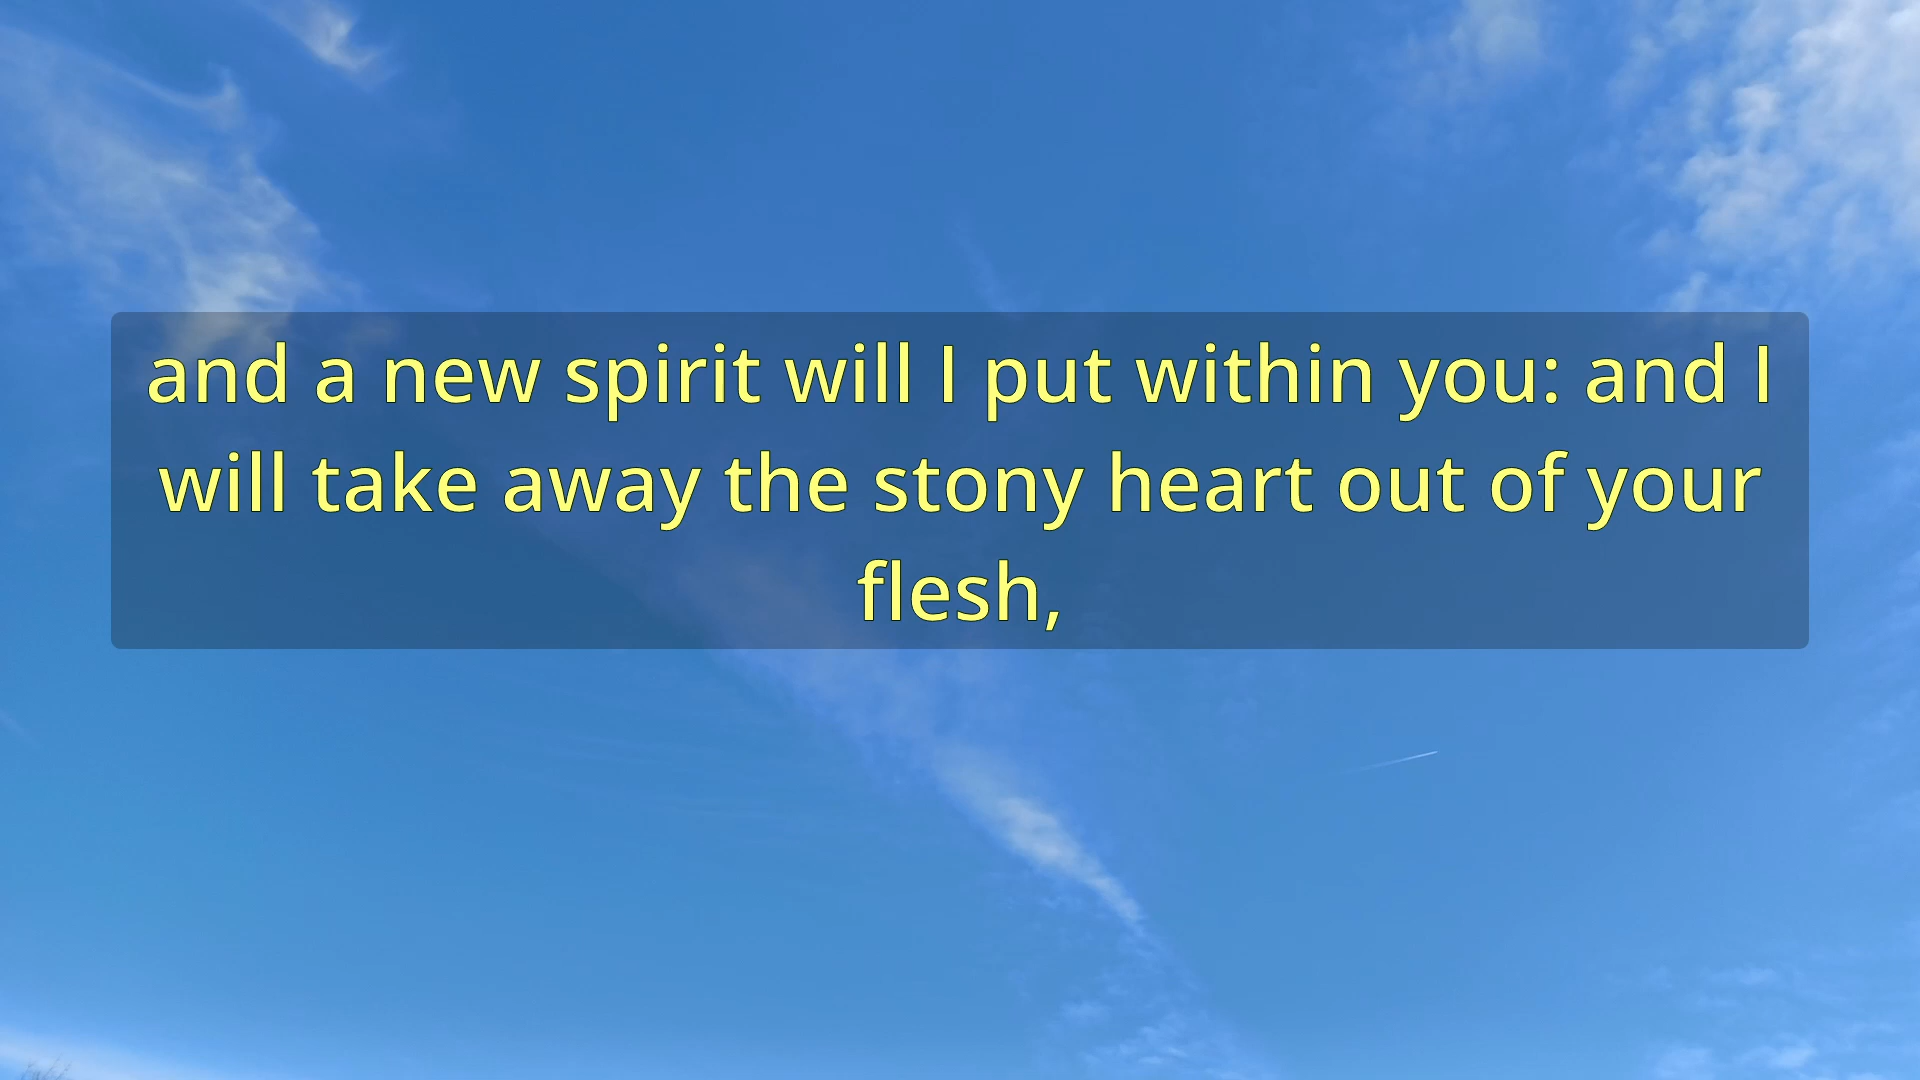 and a new spirit will I put within you: and I
will take away the stony heart out of your
flesh,